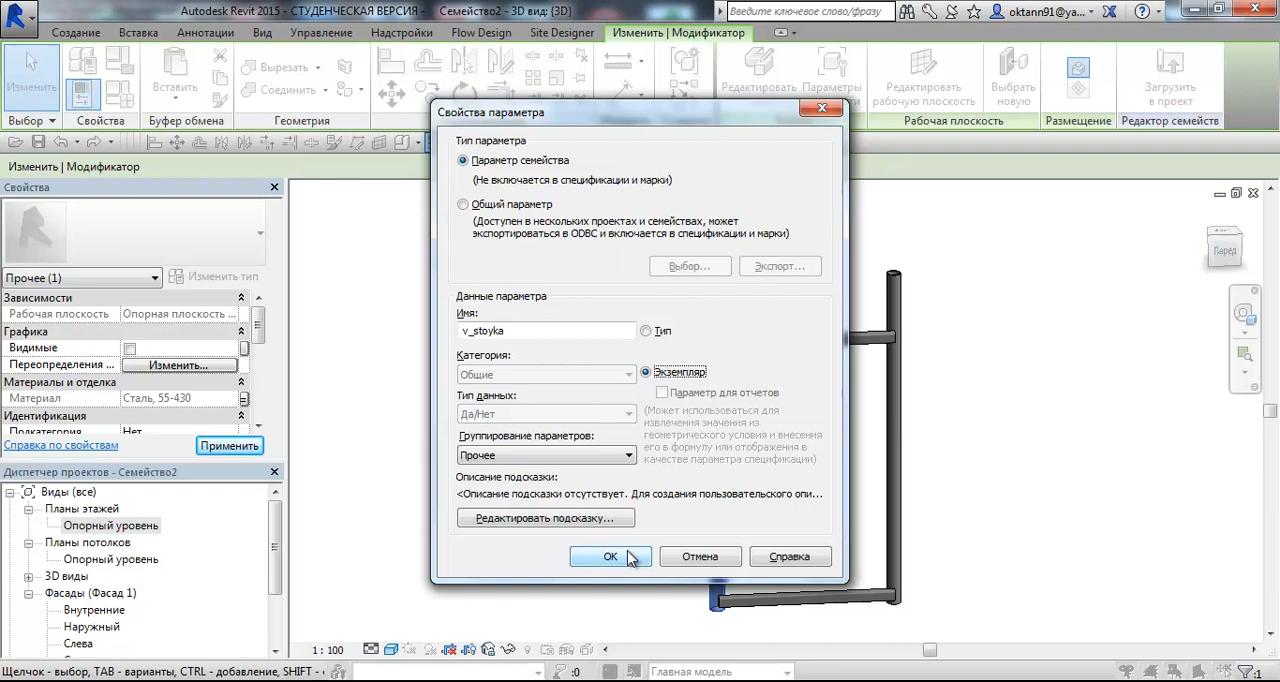 Autodesk Revit 2015 - СТУДЕНЧЕСКАЯ ВЕРСИЯ - Семейство2 - 3D вид: {3D}
Введите ключевое слово/фразу
oktann91@ya...
Создание Вставка Аннотации Вид Управление Надстройки Flow Design Site Designer Изменить | Модификатор
Изменить
Вставить
Вырезать
Соединить
Редактировать
Параметры
Редактировать рабочую плоскость
Выбрать новую
Загрузить в проект
Выбор Свойства Буфер обмена Геометрия Рабочая плоскость Размещение Редактор семейств
Изменить | Модификатор
Свойства
Прочее (1)
Изменить тип
Зависимости
Рабочая плоскость Опорная плоскость ...
Графика
Видимые
Переопределения ... Изменить...
Материалы и отделка
Материал Сталь, 55-430
Идентификация
Подкатегория Нет
Справка по свойствам Применить
Диспетчер проектов - Семейство2
Виды (все)
Планы этажей
Опорный уровень
Планы потолков
Опорный уровень
3D виды
Фасады (Фасад 1)
Внутренние
Наружный
Слева
Свойства параметра
Тип параметра
Параметр семейства
(Не включается в спецификации и марки)
Общий параметр
(Доступен в нескольких проектах и семействах, может
экспортироваться в ODBC и включается в спецификации и марки)
Выбор... Экспорт...
Данные параметра
Имя:
v_stoyka Тип
Категория:
Общие Экземпляр
Параметр для отчетов
Тип данных:
Да/Нет
(Может использоваться для
извлечения значения из
геометрического условия и внесения
его в формулу или отображения в
качестве параметра спецификации)
Группирование параметров:
Прочее
Описание подсказки:
<Описание подсказки отсутствует. Для создания пользовательского опи...
Редактировать подсказку...
OK Отмена Справка
Перед
1 : 100
Щелчок - выбор, TAB - варианты, CTRL - добавление, SHIFT -
:0
Главная модель
:1